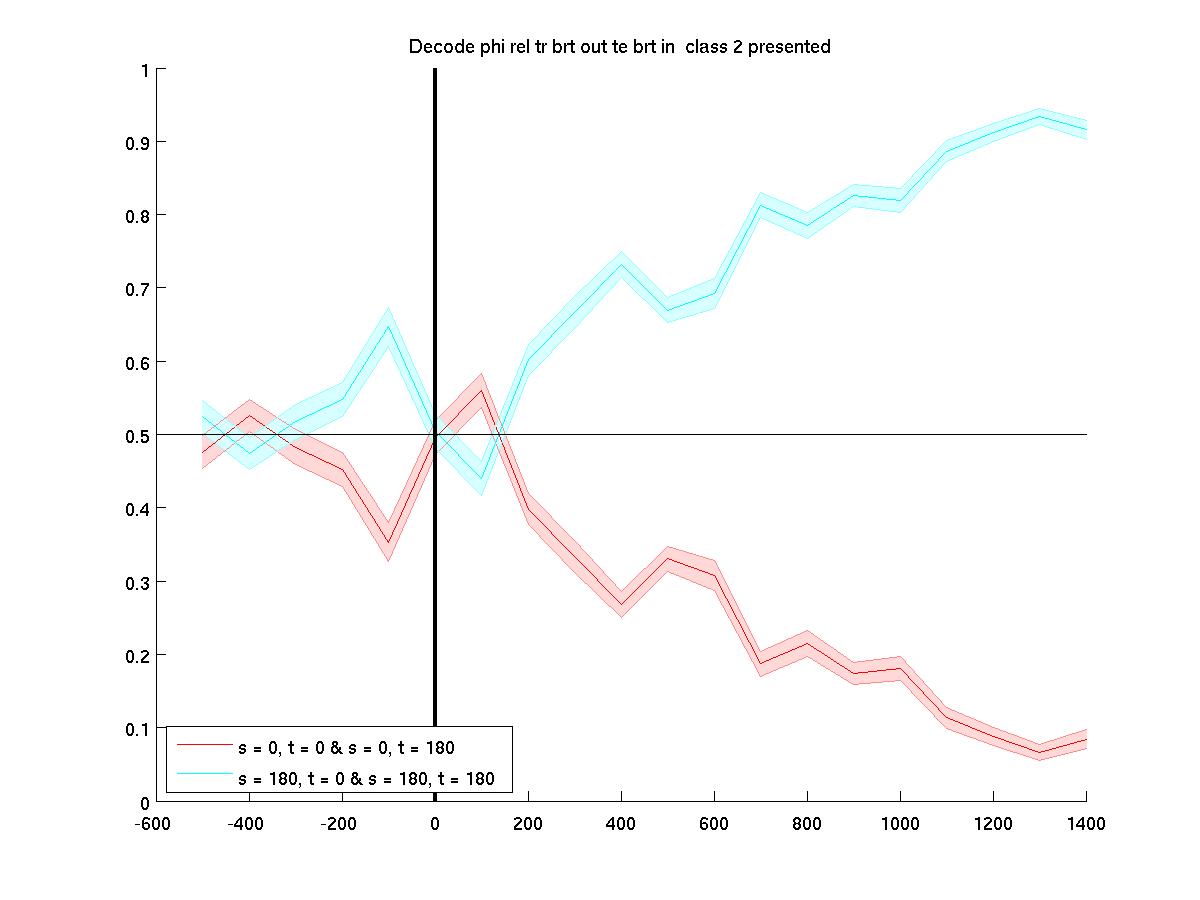 Decode phi rel tr brt out te brt in  class 2 presented
1
0.9
0.8
0.7
0.6
0.5
0.4
0.3
0.2
0.1
0
s = 0, t = 0 & s = 0, t = 180
s = 180, t = 0 & s = 180, t = 180
-600 -400 -200 0 200 400 600 800 1000 1200 1400